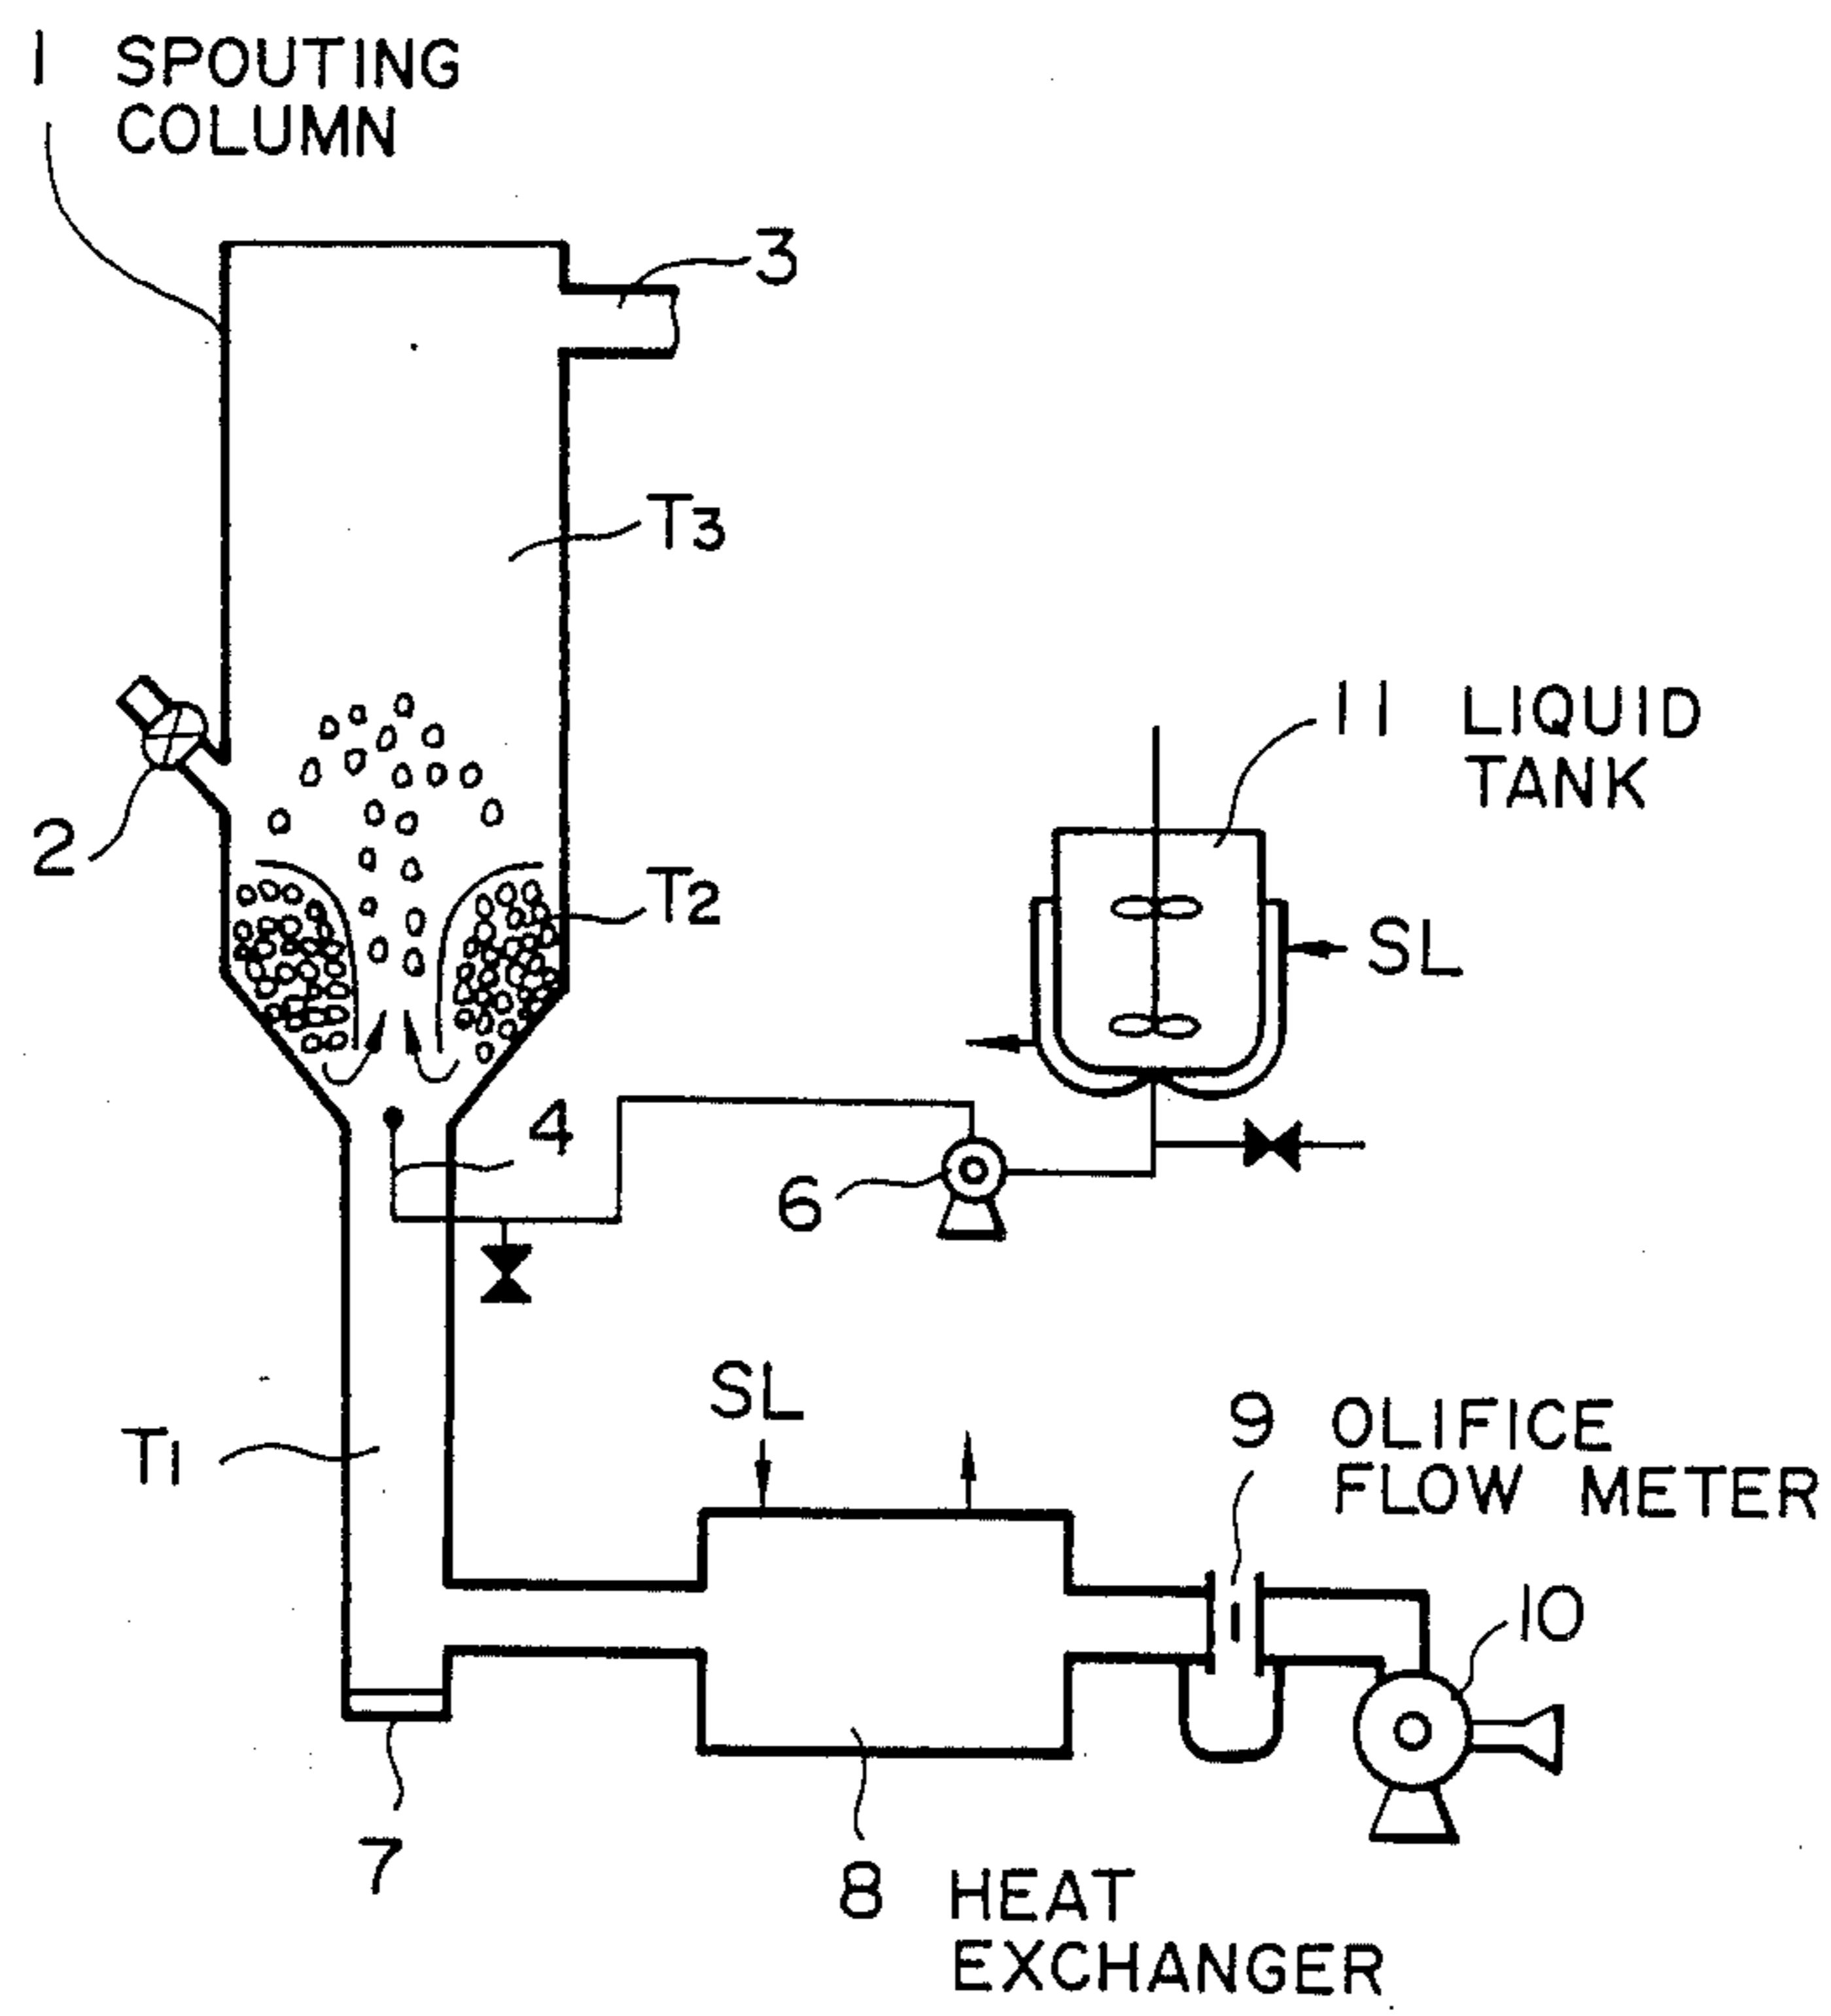 1 SPOUTING
COLUMN
3
T3
11 LIQUID
TANK
2
T2
SL
4
6
SL
9 OLIFICE
FLOW METER
T1
10
7
8 HEAT
EXCHANGER